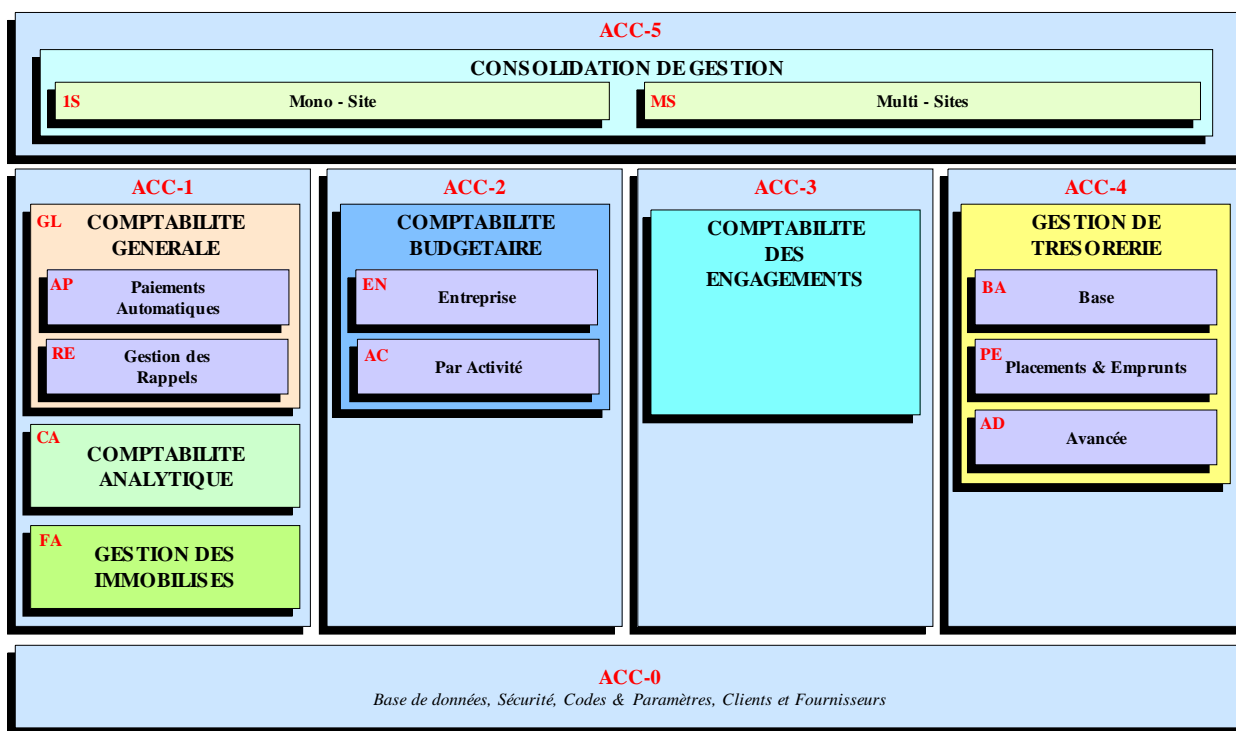 ACC-5
CONSOLIDATION DE GESTION
1S Mono - Site
MS Multi - Sites
ACC-1
GL COMPTABILITE
GENERALE
AP Paiements
Automatiques
RE Gestion des
Rappels
CA
COMPTABILITE
ANALYTIQUE
FA
GESTION DES
IMMOBILISES
ACC-2
COMPTABILITE
BUDGETAIRE
EN Entreprise
AC Par Activité
ACC-3
COMPTABILITE
DES
ENGAGEMENTS
ACC-4
GESTION DE
TRESORERIE
BA Base
PE Placements & Emprunts
AD Avancée
ACC-0
Base de données, Sécurité, Codes & Paramètres, Clients et Fournisseurs